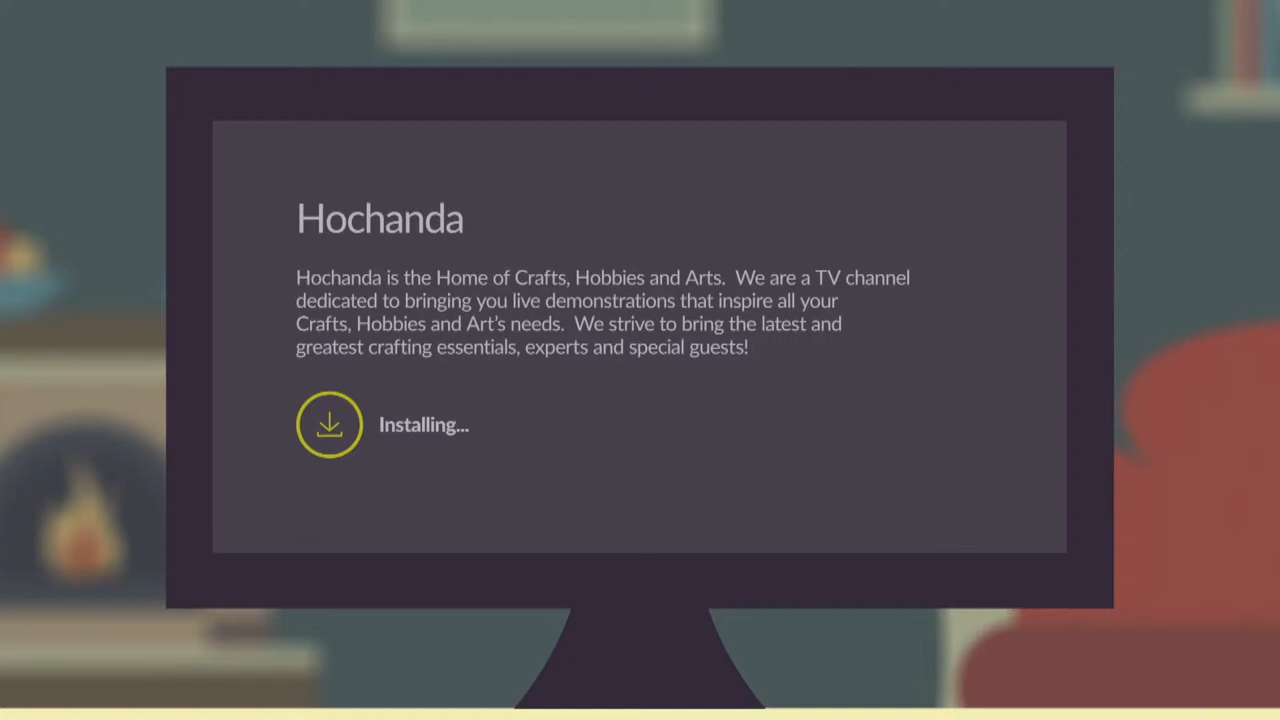 Hochanda
Hochanda is the Home of Crafts, Hobbies and Arts.  We are a TV channel
dedicated to bringing you live demonstrations that inspire all your
Crafts, Hobbies and Art's needs.  We strive to bring the latest and
greatest crafting essentials, experts and special guests!
Installing...